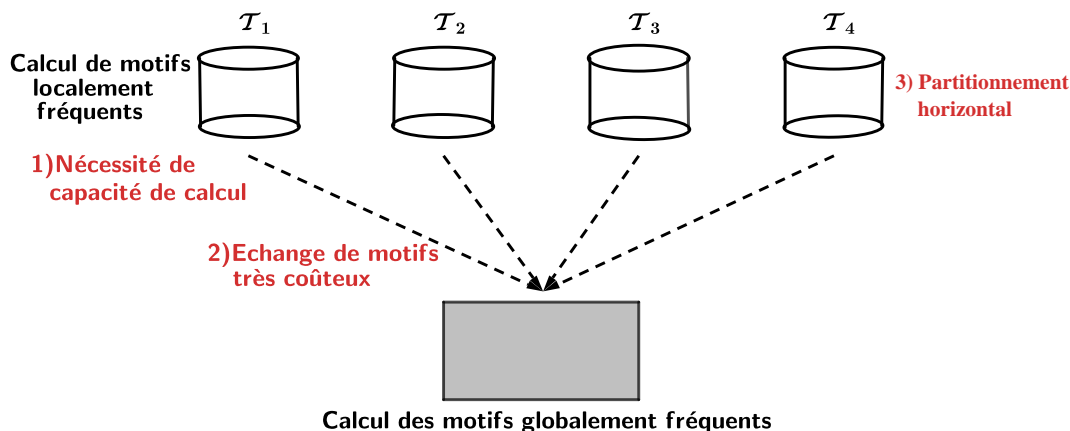 𝒯₁ 𝒯₂ 𝒯₃ 𝒯₄
Calcul de motifs
localement
fréquents
3) Partitionnement
horizontal
1)Nécessité de
capacité de calcul
2)Echange de motifs
très coûteux
Calcul des motifs globalement fréquents